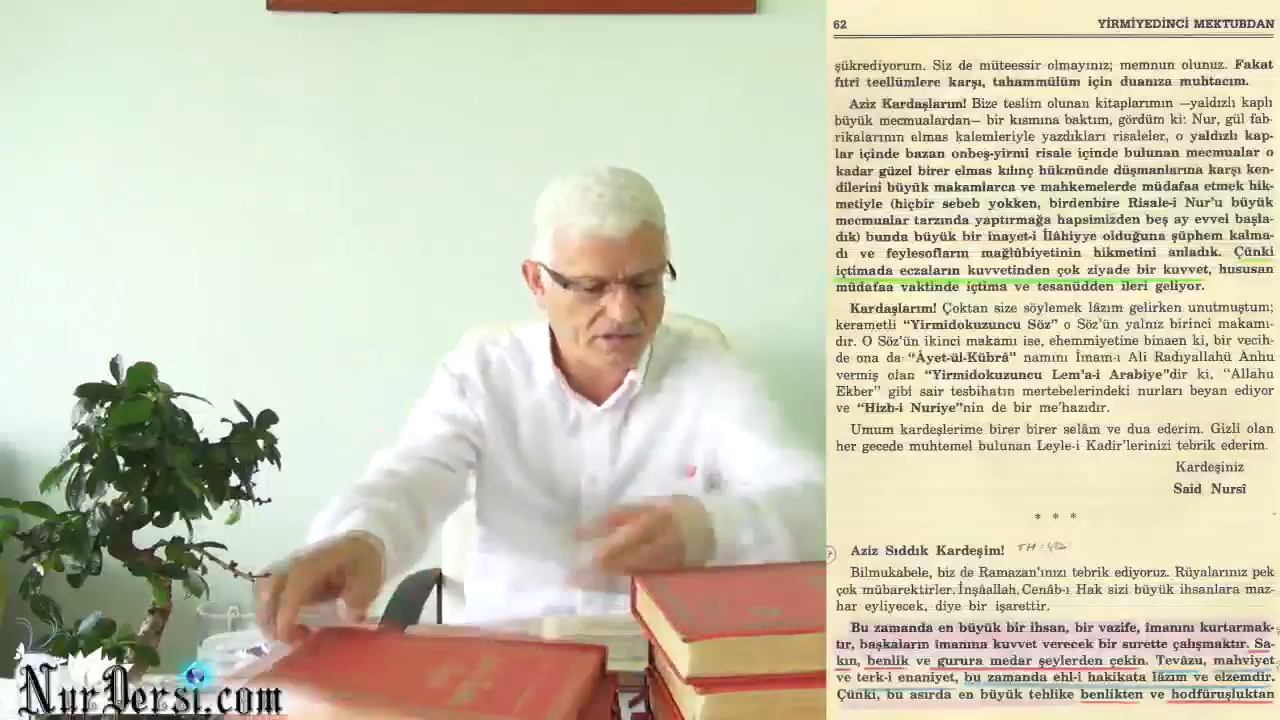 62 YİRMİYEDİNCİ MEKTUBDAN
şükrediyorum. Siz de müteessir olmayınız; memnun olunuz. Fakat
fıtrî teellümlere karşı, tahammülüm için duanıza muhtacım.
Aziz Kardaşlarım! Bize teslim olunan kitaplarımın —yaldızlı kaplı
büyük mecmualardan— bir kısmına baktım, gördüm ki: Nur, gül fab-
rikalarının elmas kalemleriyle yazdıkları risaleler, o yaldızlı kap-
lar içinde bazan onbeş-yirmi risale içinde bulunan mecmualar o
kadar güzel birer elmas kılınç hükmünde düşmanlarına karşı ken-
dilerini büyük makamlarca ve mahkemelerde müdafaa etmek hik-
metiyle (hiçbir sebeb yokken, birdenbire Risale-i Nur'u büyük
mecmualar tarzında yaptırmağa hapsimizden beş ay evvel başla-
dık) bunda büyük bir inayet-i İlâhiyye olduğuna şüphem kalma-
dı ve feylesofların mağlûbiyetinin hikmetini anladık. Çünki
içtimada eczaların kuvvetinden çok ziyade bir kuvvet, hususan
müdafaa vaktinde içtima ve tesanüdden ileri geliyor.
Kardaşlarım! Çoktan size söylemek lâzım gelirken unutmuştum;
kerametli "Yirmidokuzuncu Söz" o Söz'ün yalnız birinci makamı-
dır. O Söz'ün ikinci makamı ise, ehemmiyetine binaen ki, bir vecih-
de ona da "Âyet-ül-Kübrâ" namını İmam-ı Ali Radıyallahü Anhu
vermiş olan "Yirmidokuzuncu Lem'a-i Arabiye"dir ki, "Allahu
Ekber" gibi sair tesbihatın mertebelerindeki nurları beyan ediyor
ve "Hizb-i Nuriye"nin de bir me'hazıdır.
Umum kardeşlerime birer birer selâm ve dua ederim. Gizli olan
her gecede muhtemel bulunan Leyle-i Kadir'lerinizi tebrik ederim.
Kardeşiniz
Said Nursî
* * *
Aziz Sıddık Kardeşim!
Bilmukabele, biz de Ramazan'ınızı tebrik ediyoruz. Rüyalarınız pek
çok mübarektirler. İnşâallah, Cenâb-ı Hak sizi büyük ihsanlara maz-
har eyliyecek, diye bir işarettir.
Bu zamanda en büyük bir ihsan, bir vazife, imanını kurtarmak-
tır, başkaların imanına kuvvet verecek bir surette çalışmaktır. Sa-
kın, benlik ve gurura medar şeylerden çekin. Tevâzu, mahviyet
ve terk-i enaniyet, bu zamanda ehl-i hakikata lâzım ve elzemdir.
Çünki, bu asırda en büyük tehlike benlikten ve hodfürüşluktan
NurDersi.com